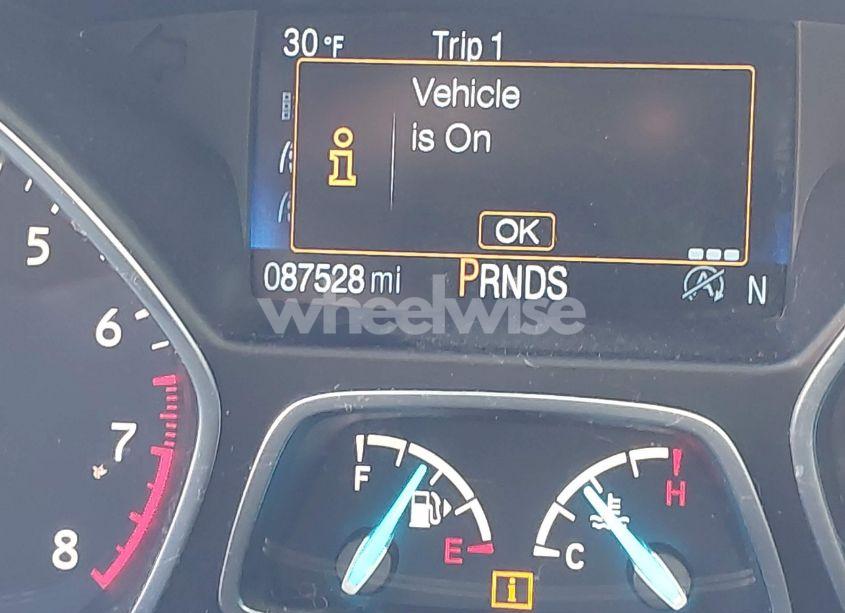 30°F Trip 1
Vehicle
is On
i
OK
087528 mi PRNDS A N
wheelwise
5
6
7
8
F E
C H
i